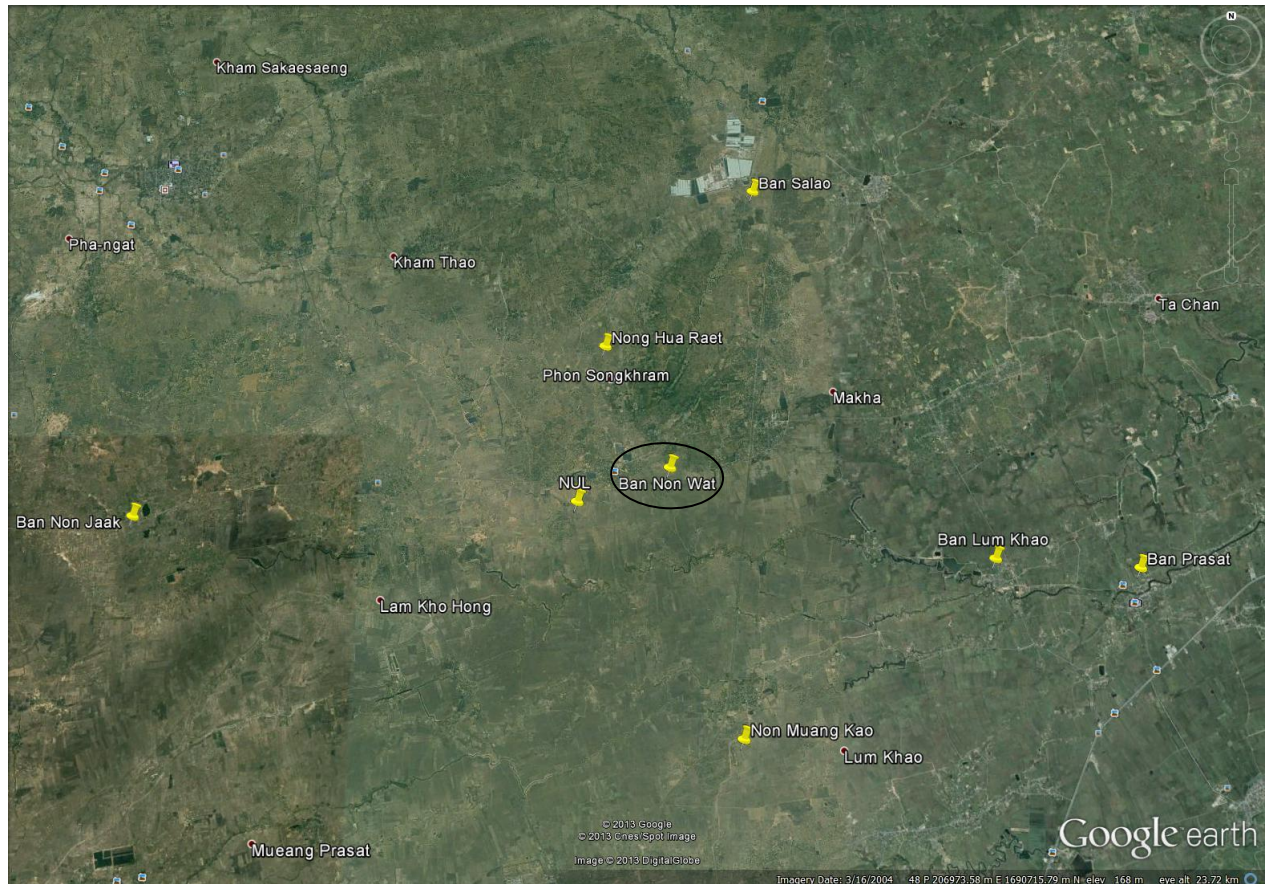 N
Kham Sakaesaeng
Ban Salao
Pha-ngat
Kham Thao
Ta Chan
Nong Hua Raet
Phon Songkhram
Makha
NUL
Ban Non Wat
Ban Non Jaak
Ban Lum Khao
Ban Prasat
Lam Kho Hong
Non Muang Kao
Lum Khao
© 2013 Google
© 2013 Cnes/Spot Image
Image © 2013 DigitalGlobe
Mueang Prasat
Google earth
Imagery Date: 3/16/2004 48 P 206973.58 m E 1690715.79 m N elev 168 m eye alt 23.72 km